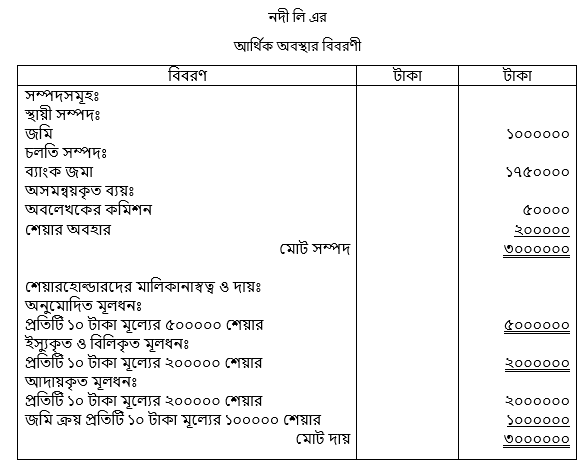 নদী লি এর
আর্থিক অবস্থার বিবরণী
বিবরণ টাকা টাকা
সম্পদসমূহঃ
স্থায়ী সম্পদঃ
জমি ১০০০০০০
চলতি সম্পদঃ
ব্যাংক জমা ১৭৫০০০০
অসমন্বয়কৃত ব্যয়ঃ
অবলেখকের কমিশন ৫০০০০
শেয়ার অবহার ২০০০০০
মোট সম্পদ ৩০০০০০০
শেয়ারহোল্ডারদের মালিকানাস্বত্ব ও দায়ঃ
অনুমোদিত মূলধনঃ
প্রতিটি ১০ টাকা মূল্যের ৫০০০০০ শেয়ার ৫০০০০০০
ইস্যুকৃত ও বিলিকৃত মূলধনঃ
প্রতিটি ১০ টাকা মূল্যের ২০০০০০ শেয়ার ২০০০০০০
আদায়কৃত মূলধনঃ
প্রতিটি ১০ টাকা মূল্যের ২০০০০০ শেয়ার ২০০০০০০
জমি ক্রয় প্রতিটি ১০ টাকা মূল্যের ১০০০০০ শেয়ার ১০০০০০০
মোট দায় ৩০০০০০০